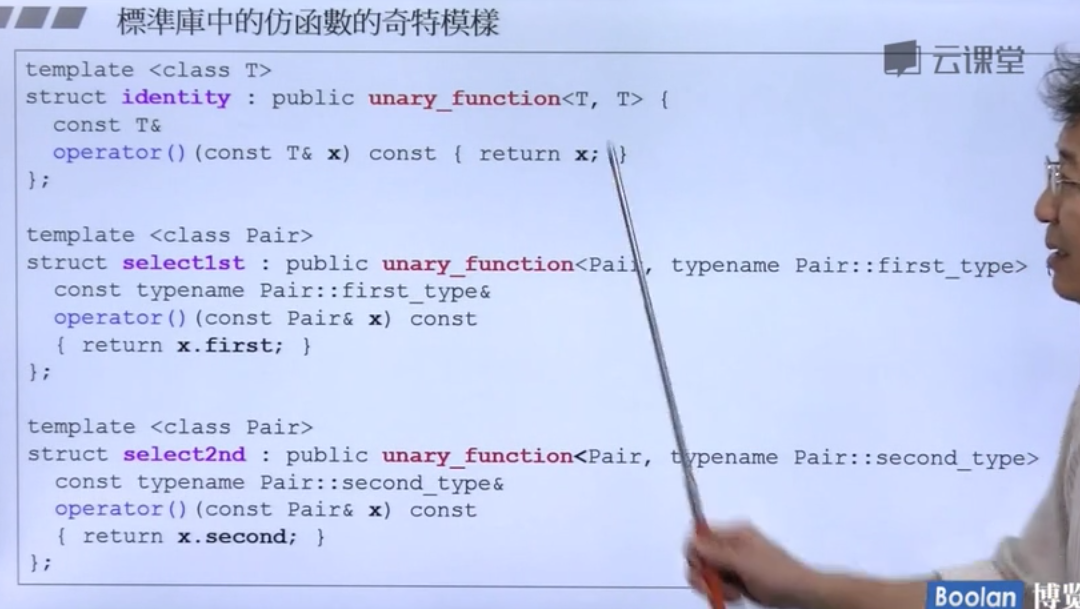 標準庫中的仿函數的奇特模樣
云课堂
template <class T>
struct identity : public unary_function<T, T> {
const T&
operator()(const T& x) const { return x; }
};
template <class Pair>
struct select1st : public unary_function<Pair, typename Pair::first_type>
const typename Pair::first_type&
operator()(const Pair& x) const
{ return x.first; }
};
template <class Pair>
struct select2nd : public unary_function<Pair, typename Pair::second_type>
const typename Pair::second_type&
operator()(const Pair& x) const
{ return x.second; }
};
Boolan 博览